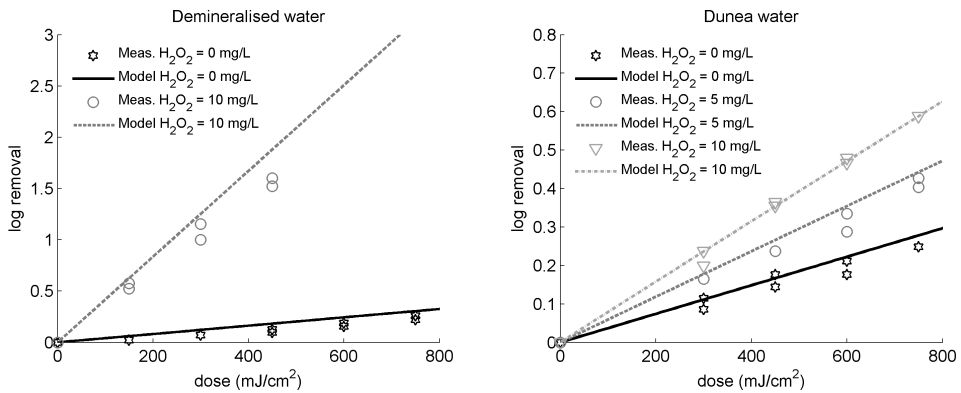 Demineralised water
3
2.5
2
1.5
1
0.5
0
log removal
Meas. H2O2 = 0 mg/L
Model H2O2 = 0 mg/L
Meas. H2O2 = 10 mg/L
Model H2O2 = 10 mg/L
0 200 400 600 800
dose (mJ/cm2)
Dunea water
0.8
0.7
0.6
0.5
0.4
0.3
0.2
0.1
0
log removal
Meas. H2O2 = 0 mg/L
Model H2O2 = 0 mg/L
Meas. H2O2 = 5 mg/L
Model H2O2 = 5 mg/L
Meas. H2O2 = 10 mg/L
Model H2O2 = 10 mg/L
0 200 400 600 800
dose (mJ/cm2)